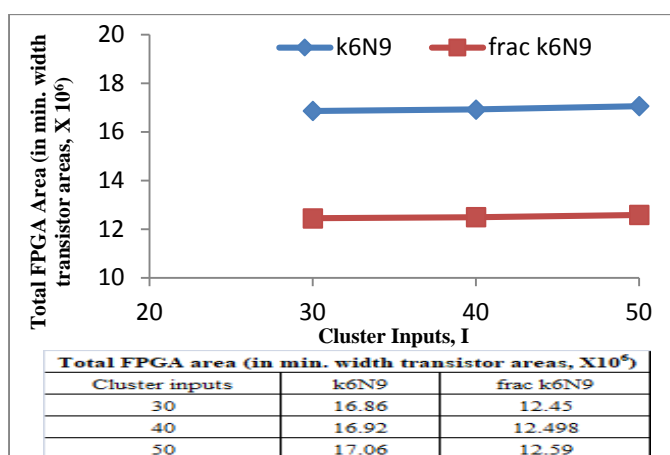 20
18
16
14
12
10
Total FPGA Area (in min. width
transistor areas, X 10⁶)
k6N9
frac k6N9
20
30
40
50
Cluster Inputs, I
Total FPGA area (in min. width transistor areas, X10⁶)
Cluster inputs k6N9 frac k6N9
30 16.86 12.45
40 16.92 12.498
50 17.06 12.59